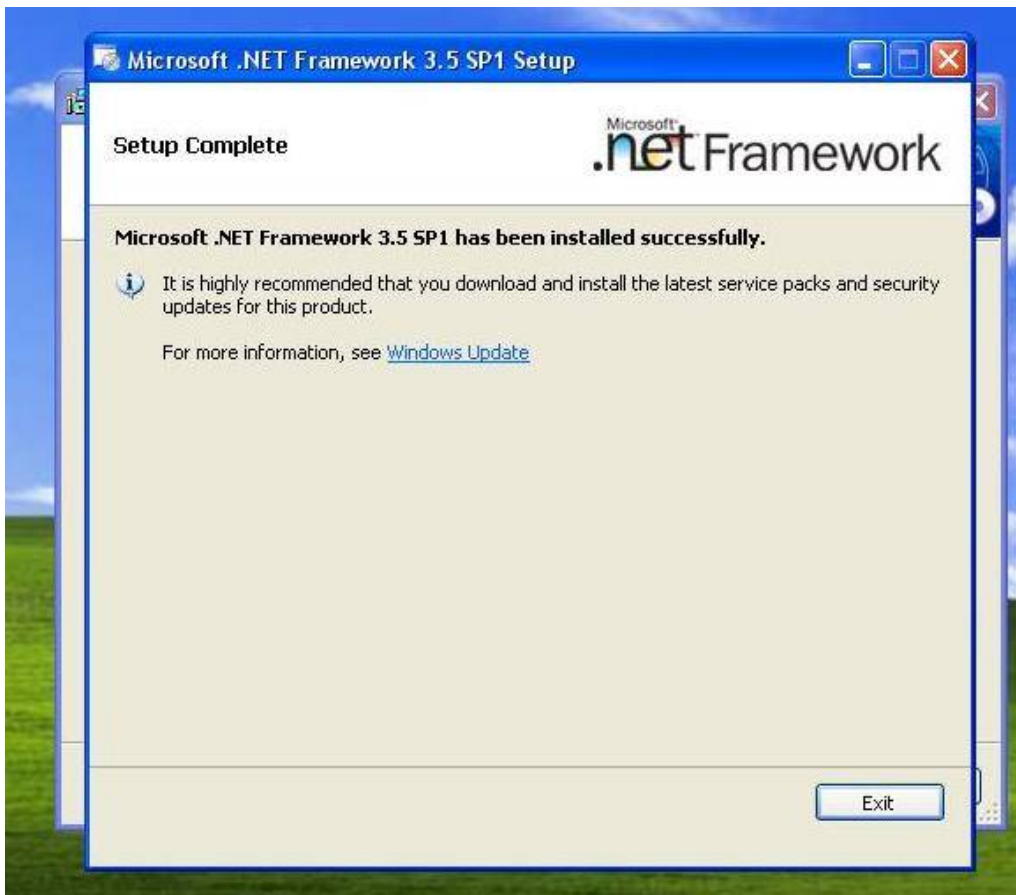 Microsoft .NET Framework 3.5 SP1 Setup
Setup Complete
Microsoft
.net Framework
Microsoft .NET Framework 3.5 SP1 has been installed successfully.
It is highly recommended that you download and install the latest service packs and security
updates for this product.
For more information, see Windows Update
Exit